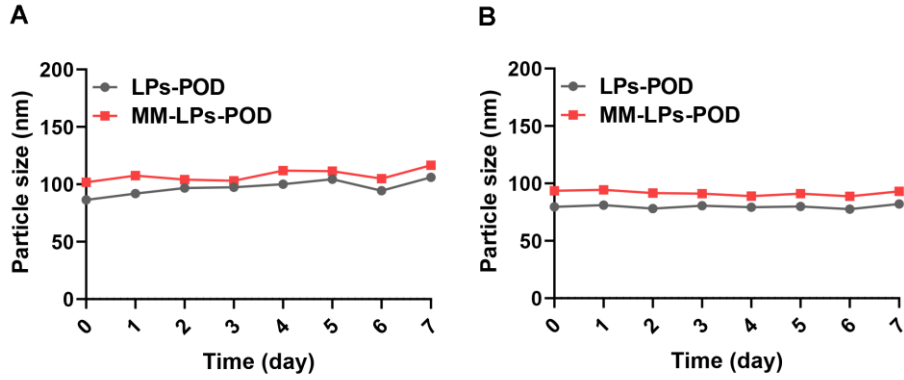 A
Particle size (nm)
200
150
100
50
0
LPs-POD
MM-LPs-POD
0 1 2 3 4 5 6 7
Time (day)
B
Particle size (nm)
200
150
100
50
0
LPs-POD
MM-LPs-POD
0 1 2 3 4 5 6 7
Time (day)